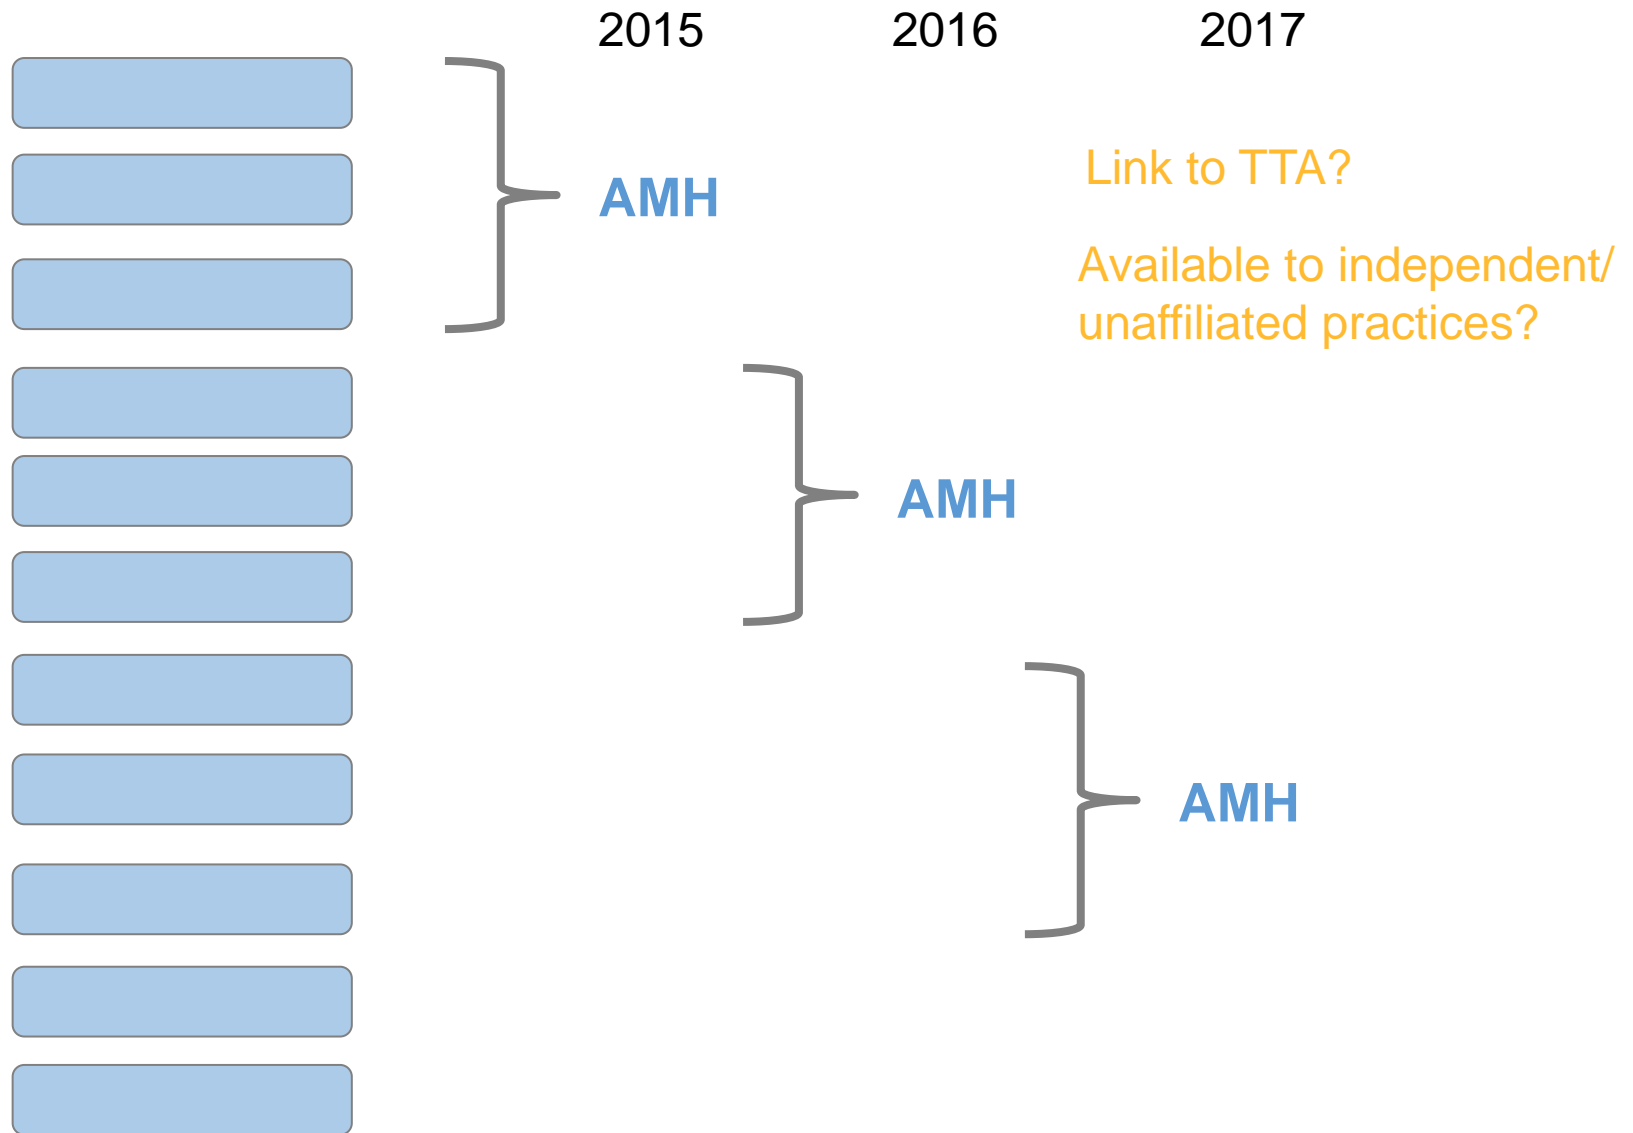 2015 2016 2017
Link to TTA?
AMH
Available to independent/
unaffiliated practices?
AMH
AMH